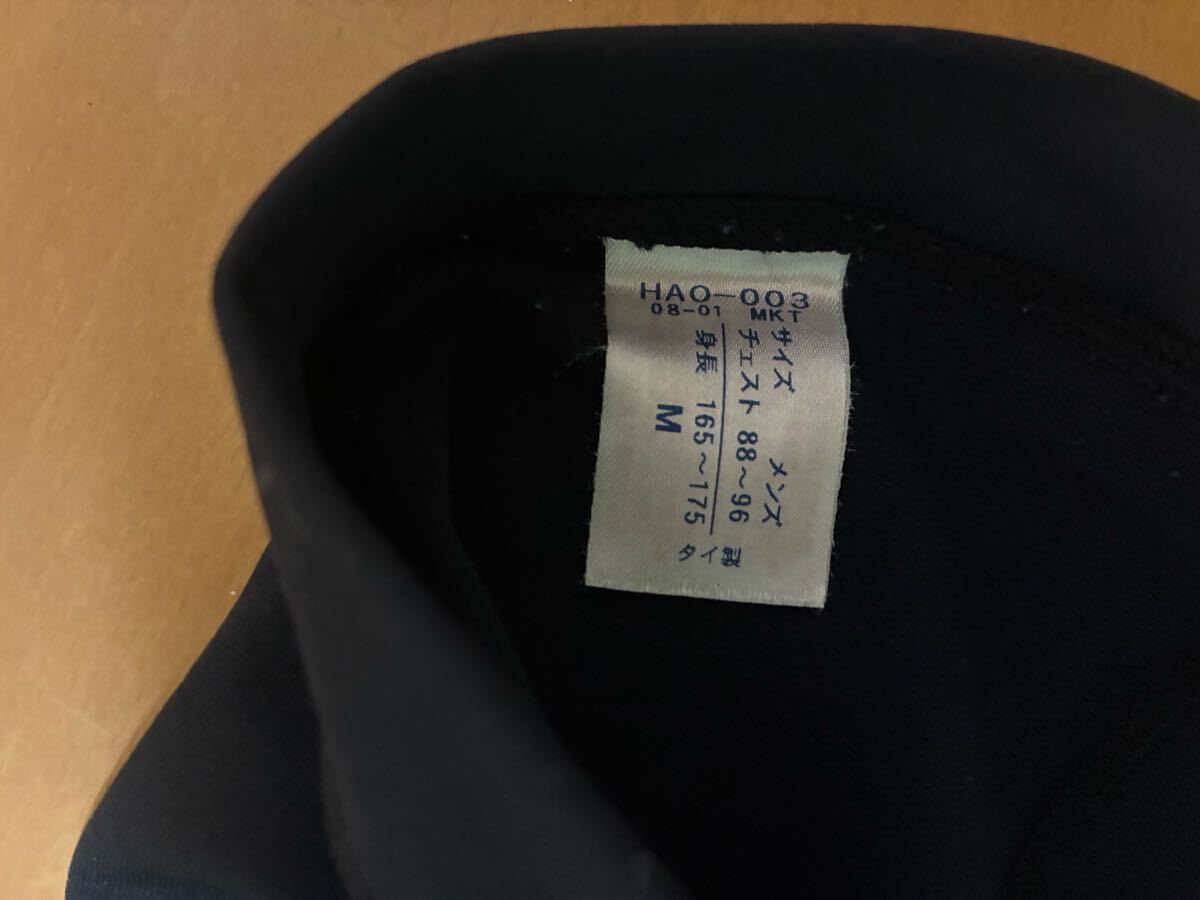 HAO-003
08-01 MKT
サイズ メンズ
チェスト 88～96
身長 165～175
M
タイ